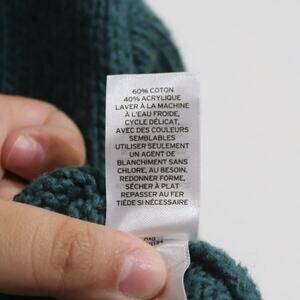 60% COTON
40% ACRYLIQUE
LAVER À LA MACHINE
À L'EAU FROIDE,
CYCLE DÉLICAT,
AVEC DES COULEURS
SEMBLABLES
UTILISER SEULEMENT
UN AGENT DE
BLANCHIMENT SANS
CHLORE, AU BESOIN,
REDONNER FORME,
SÉCHER À PLAT
REPASSER AU FER
TIÈDE SI NÉCESSAIRE